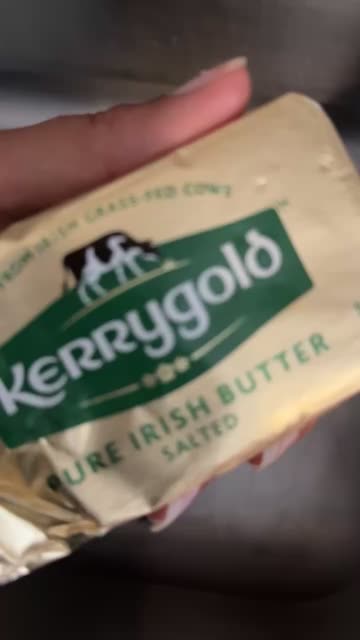 FROM IRISH GRASS-FED COWS
Kerrygold
PURE IRISH BUTTER
SALTED